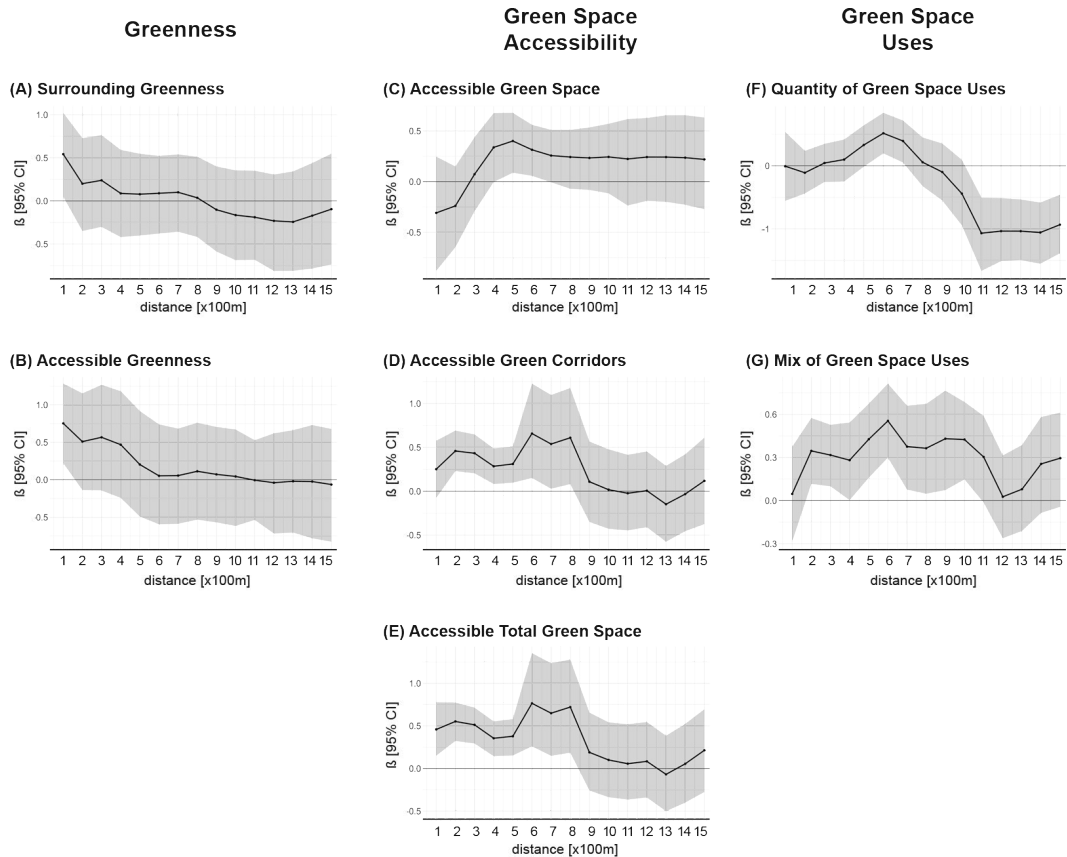 Greenness
Green Space
Accessibility
Green Space
Uses
(A) Surrounding Greenness
1.0
0.5
0.0
0.5
ß [95% CI]
1 2 3 4 5 6 7 8 9 10 11 12 13 14 15
distance [x100m]
(C) Accessible Green Space
0.5
0.0
-0.5
ß [95% CI]
1 2 3 4 5 6 7 8 9 10 11 12 13 14 15
distance [x100m]
(F) Quantity of Green Space Uses
0
-1
ß [95% CI]
1 2 3 4 5 6 7 8 9 10 11 12 13 14 15
distance [x100m]
(B) Accessible Greenness
1.0
0.5
0.0
-0.5
ß [95% CI]
1 2 3 4 5 6 7 8 9 10 11 12 13 14 15
distance [x100m]
(D) Accessible Green Corridors
1.0
0.5
0.0
-0.5
ß [95% CI]
1 2 3 4 5 6 7 8 9 10 11 12 13 14 15
distance [x100m]
(G) Mix of Green Space Uses
0.6
0.3
0.0
-0.3
ß [95% CI]
1 2 3 4 5 6 7 8 9 10 11 12 13 14 15
distance [x100m]
(E) Accessible Total Green Space
1.0
0.5
0.0
-0.5
ß [95% CI]
1 2 3 4 5 6 7 8 9 10 11 12 13 14 15
distance [x100m]